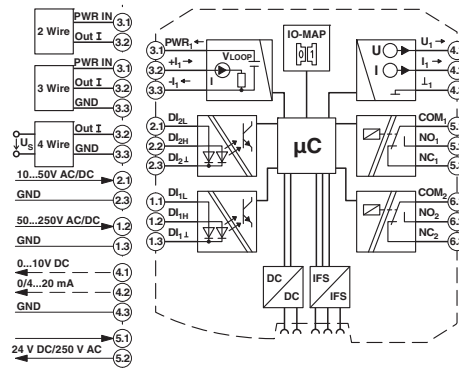 2 Wire
PWR IN
3.1
Out I
3.2
3 Wire
PWR IN
3.1
Out I
3.2
GND
3.3
US
4 Wire
Out I
3.2
GND
3.3
10...50V AC/DC
2.1
GND
2.3
50...250V AC/DC
1.2
GND
1.3
0...10V DC
4.1
0/4...20 mA
4.2
GND
4.3
5.1
24 V DC/250 V AC
5.2
3.1
PWR1
3.2
+I1
3.3
-I1
VLOOP
I
IO-MAP
0 1
U
U1
I
I1
⊥1
2.1
DI2L
2.2
DI2H
2.3
DI2⊥
µC
COM1
NO1
NC1
1.1
DI1L
1.2
DI1H
1.3
DI1⊥
COM2
NO2
NC2
DC
DC
IFS
IFS